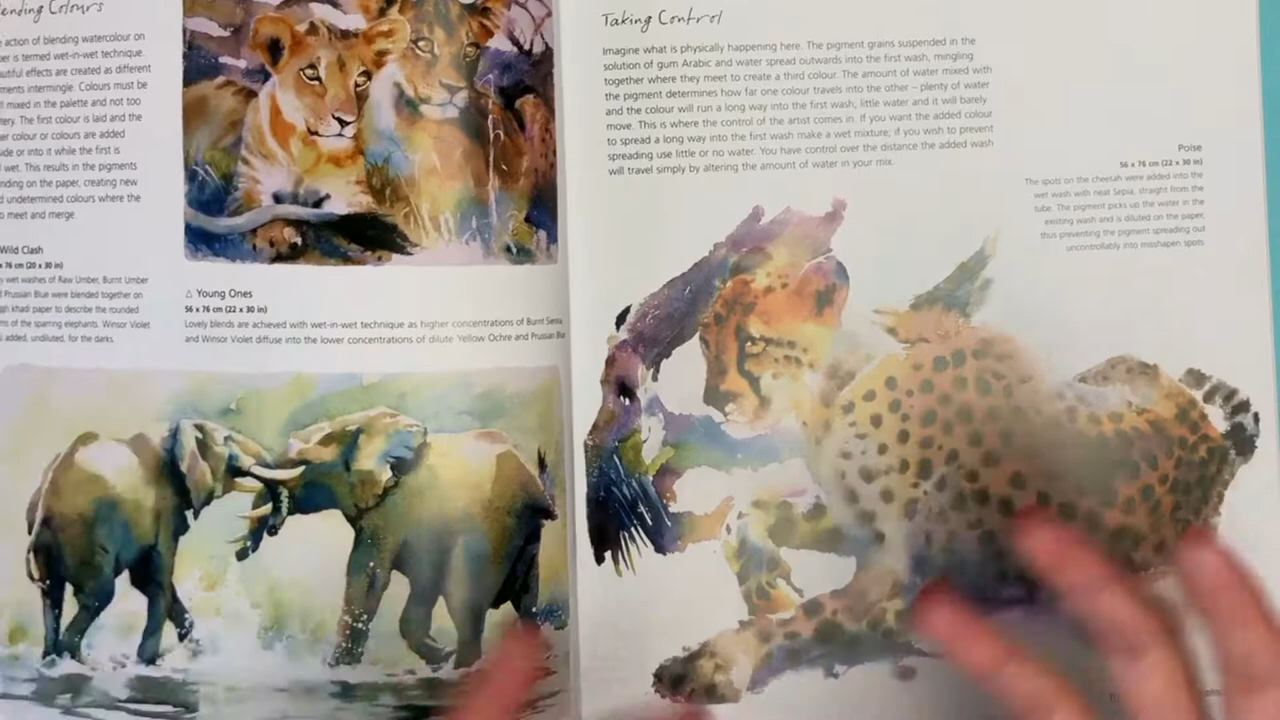 ending Colours
action of blending watercolour on
er is termed wet-in-wet technique.
utiful effects are created as different
ments intermingle. Colours must be
l mixed in the palette and not too
tery. The first colour is laid and the
er colour or colours are added
side or into it while the first is
wet. This results in the pigments
nding on the paper, creating new
d undetermined colours where the
o meet and merge.
Wild Clash
x 76 cm (20 x 30 in)
y wet washes of Raw Umber, Burnt Umber
d Prussian Blue were blended together on
gh khadi paper to describe the rounded
ms of the sparring elephants. Winsor Violet
s added, undiluted, for the darks.
△ Young Ones
56 x 76 cm (22 x 30 in)
Lovely blends are achieved with wet-in-wet technique as higher concentrations of Burnt Sienna
and Winsor Violet diffuse into the lower concentrations of dilute Yellow Ochre and Prussian Blue
Taking Control
Imagine what is physically happening here. The pigment grains suspended in the
solution of gum Arabic and water spread outwards into the first wash, mingling
together where they meet to create a third colour. The amount of water mixed with
the pigment determines how far one colour travels into the other – plenty of water
and the colour will run a long way into the first wash; little water and it will barely
move. This is where the control of the artist comes in. If you want the added colour
to spread a long way into the first wash make a wet mixture; if you wish to prevent
spreading use little or no water. You have control over the distance the added wash
will travel simply by altering the amount of water in your mix.
Poise
56 x 76 cm (22 x 30 in)
The spots on the cheetah were added into the
wet wash with neat Sepia, straight from the
tube. The pigment picks up the water in the
existing wash and is diluted on the paper,
thus preventing the pigment spreading out
uncontrollably into misshapen spots